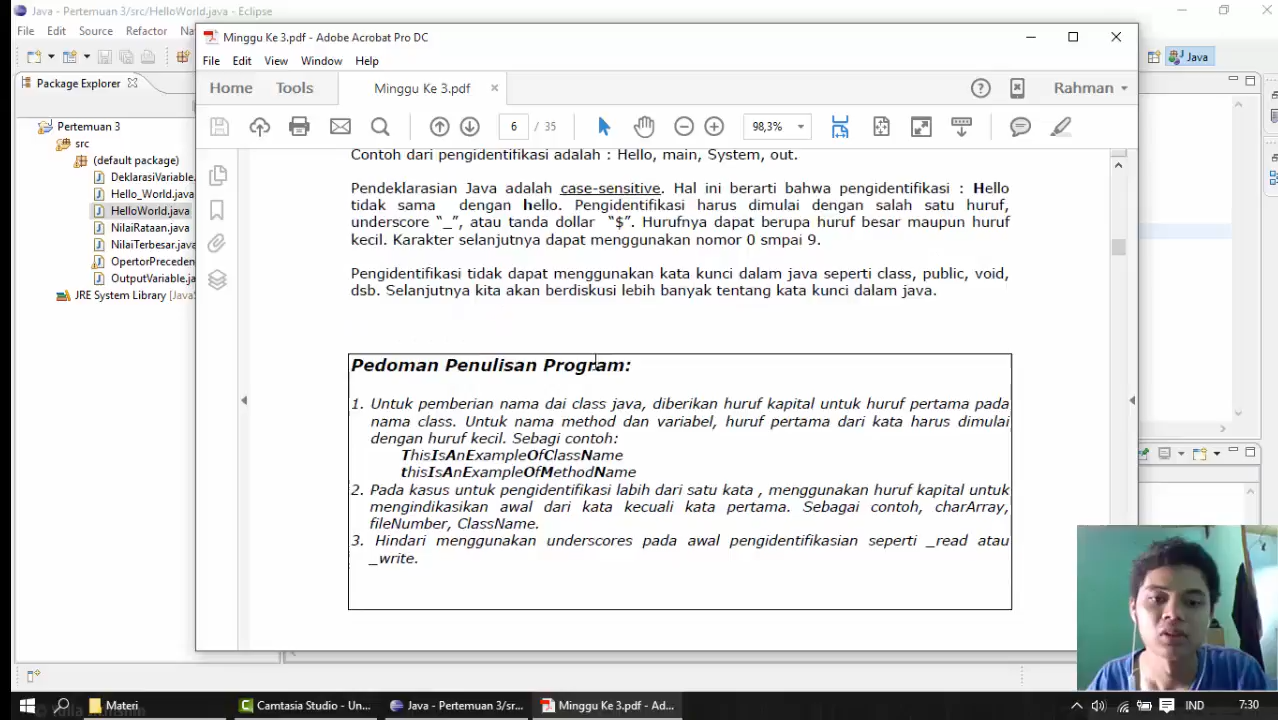 Java - Pertemuan 3/src/HelloWorld.java - Eclipse
File Edit Source Refactor Na
Java
Package Explorer
Pertemuan 3
src
(default package)
DeklarasiVariable.
Hello_World.java
HelloWorld.java
NilaiRataan.java
NilaiTerbesar.java
OpertorPreceden
OutputVariable.ja
JRE System Library [Java
Minggu Ke 3.pdf - Adobe Acrobat Pro DC
File Edit View Window Help
Home Tools Minggu Ke 3.pdf × Rahman
6 / 35 98,3%
Contoh dari pengidentifikasi adalah : Hello, main, System, out.
Pendeklarasian Java adalah case-sensitive. Hal ini berarti bahwa pengidentifikasi : Hello
tidak sama dengan hello. Pengidentifikasi harus dimulai dengan salah satu huruf,
underscore “_”, atau tanda dollar “$”. Hurufnya dapat berupa huruf besar maupun huruf
kecil. Karakter selanjutnya dapat menggunakan nomor 0 smpai 9.
Pengidentifikasi tidak dapat menggunakan kata kunci dalam java seperti class, public, void,
dsb. Selanjutnya kita akan berdiskusi lebih banyak tentang kata kunci dalam java.
Pedoman Penulisan Program:
1. Untuk pemberian nama dai class java, diberikan huruf kapital untuk huruf pertama pada
nama class. Untuk nama method dan variabel, huruf pertama dari kata harus dimulai
dengan huruf kecil. Sebagi contoh:
ThisIsAnExampleOfClassName
thisIsAnExampleOfMethodName
2. Pada kasus untuk pengidentifikasi labih dari satu kata , menggunakan huruf kapital untuk
mengindikasikan awal dari kata kecuali kata pertama. Sebagai contoh, charArray,
fileNumber, ClassName.
3. Hindari menggunakan underscores pada awal pengidentifikasian seperti _read atau
_write.
Materi
Camtasia Studio - Un...
Java - Pertemuan 3/sr...
Minggu Ke 3.pdf - Ad...
IND 7:30